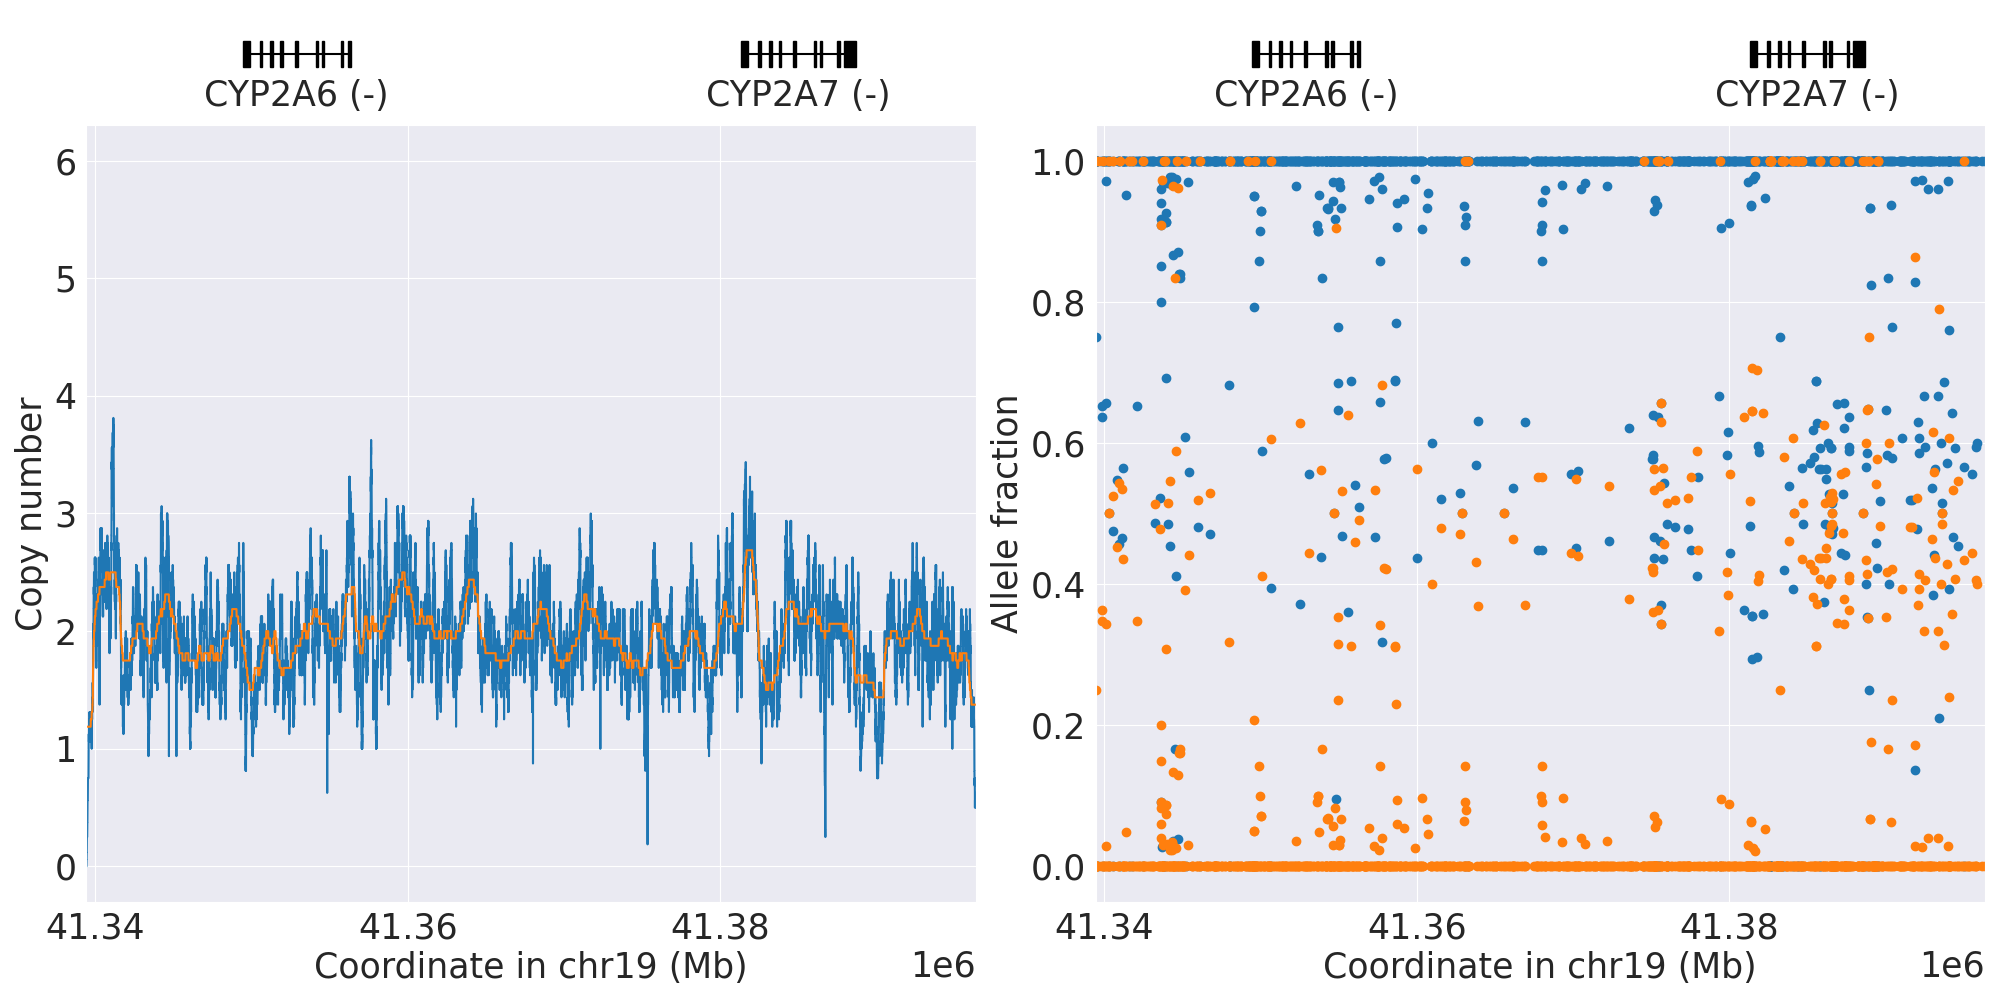 CYP2A6 (-)
CYP2A7 (-)
6
5
4
3
2
1
0
Copy number
41.34
41.36
41.38
Coordinate in chr19 (Mb)
1e6
CYP2A6 (-)
CYP2A7 (-)
1.0
0.8
0.6
0.4
0.2
0.0
Allele fraction
41.34
41.36
41.38
Coordinate in chr19 (Mb)
1e6